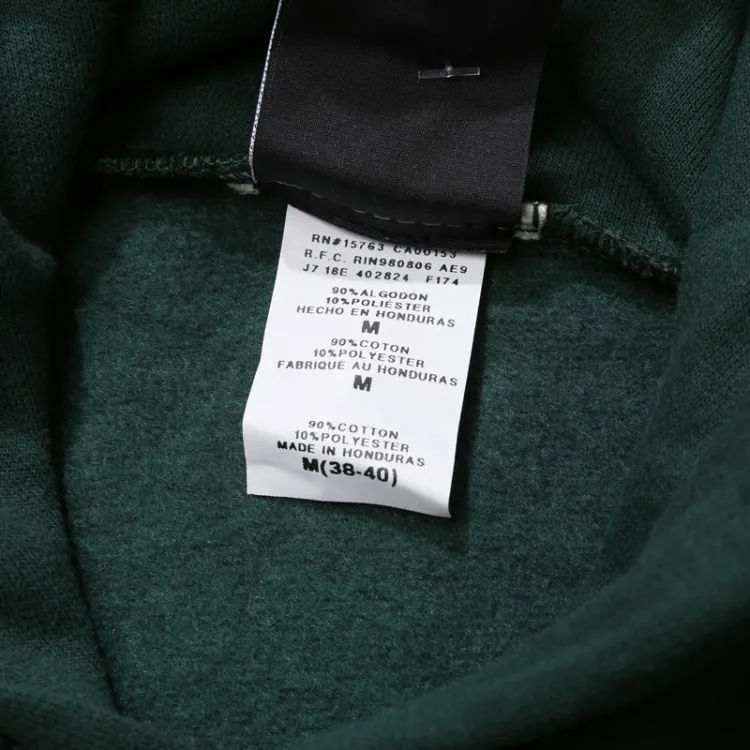 RN#15763 CA00153
R.F.C. RIN980806 AE9
J7 18E 402824 F174
90%ALGODON
10%POLIÉSTER
HECHO EN HONDURAS
M
90%COTON
10%POLYESTER
FABRIQUÉ AU HONDURAS
M
90%COTTON
10%POLYESTER
MADE IN HONDURAS
M(38-40)